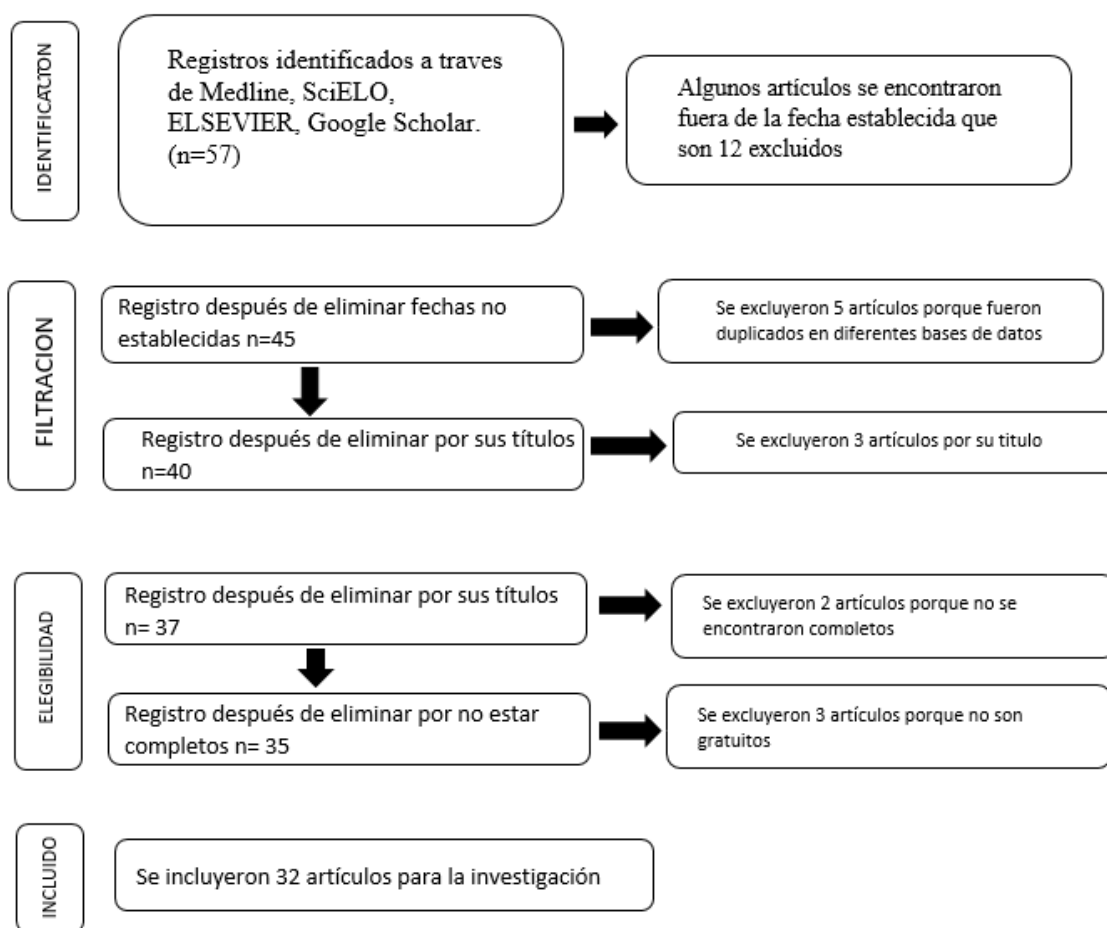 IDENTIFICATION
Registros identificados a traves
de Medline, SciELO,
ELSEVIER, Google Scholar.
(n=57)
Algunos artículos se encontraron
fuera de la fecha establecida que
son 12 excluidos
FILTRACION
Registro después de eliminar fechas no
establecidas n=45
Se excluyeron 5 artículos porque fueron
duplicados en diferentes bases de datos
Registro después de eliminar por sus títulos
n=40
Se excluyeron 3 artículos por su titulo
ELEGIBILIDAD
Registro después de eliminar por sus títulos
n= 37
Se excluyeron 2 artículos porque no se
encontraron completos
Registro después de eliminar por no estar
completos n= 35
Se excluyeron 3 artículos porque no son
gratuitos
INCLUIDO
Se incluyeron 32 artículos para la investigación